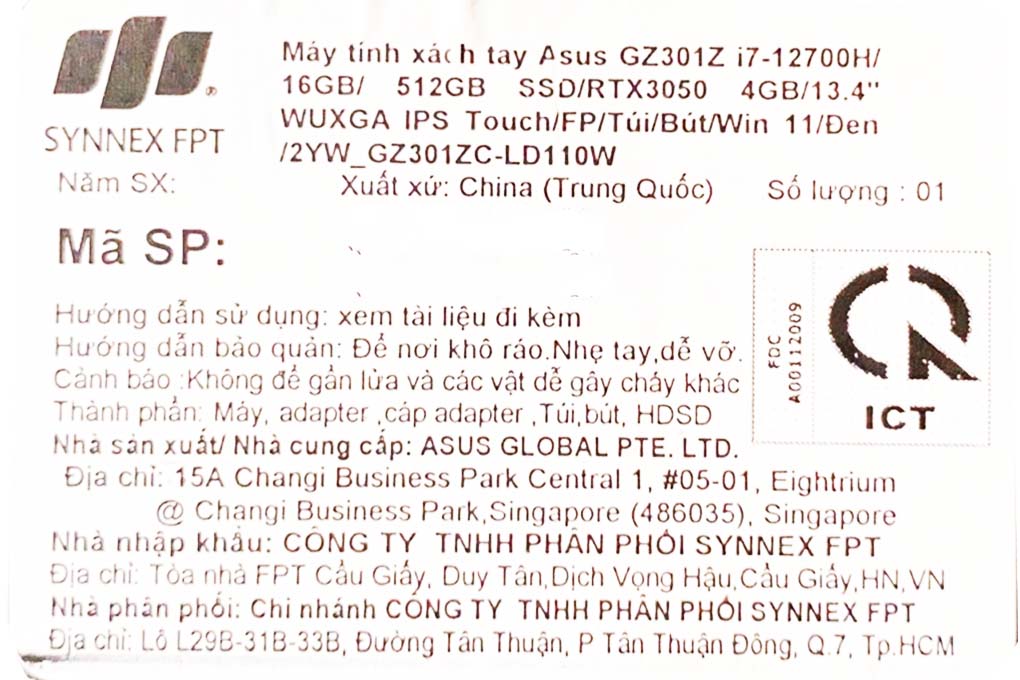 Máy tính xách tay Asus GZ301Z i7-12700H/
16GB/ 512GB SSD/RTX3050 4GB/13.4"
WUXGA IPS Touch/FP/Túi/Bút/Win 11/Đen
/2YW_GZ301ZC-LD110W
SYNNEX FPT
Năm SX: Xuất xứ: China (Trung Quốc) Số lượng : 01
Mã SP:
FDC
A00112009
ICT
Hướng dẫn sử dụng: xem tài liệu đi kèm
Hướng dẫn bảo quản: Để nơi khô ráo.Nhẹ tay,dễ vỡ.
Cảnh báo :Không để gần lửa và các vật dễ gây cháy khác
Thành phần: Máy, adapter ,cáp adapter ,Túi,bút, HDSD
Nhà sản xuất/ Nhà cung cấp: ASUS GLOBAL PTE. LTD.
Địa chỉ: 15A Changi Business Park Central 1, #05-01, Eightrium
@ Changi Business Park,Singapore (486035), Singapore
Nhà nhập khẩu: CÔNG TY TNHH PHÂN PHỐI SYNNEX FPT
Địa chỉ: Tòa nhà FPT Cầu Giấy, Duy Tân,Dịch Vọng Hậu,Cầu Giấy,HN,VN
Nhà phân phối: Chi nhánh CÔNG TY TNHH PHÂN PHỐI SYNNEX FPT
Địa chỉ: Lô L29B-31B-33B, Đường Tân Thuận, P Tân Thuận Đông, Q.7, Tp.HCM